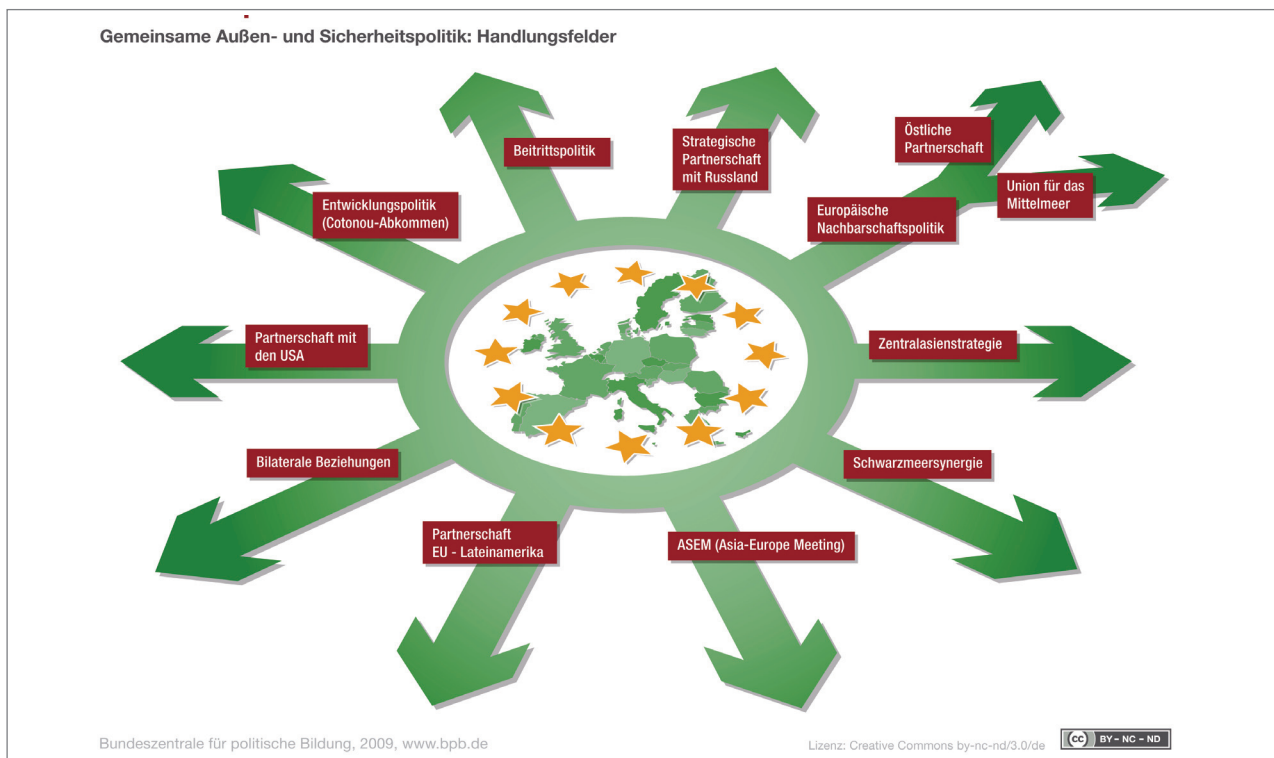 Gemeinsame Außen- und Sicherheitspolitik: Handlungsfelder
Beitrittspolitik
Strategische
Partnerschaft
mit Russland
Östliche
Partnerschaft
Union für das
Mittelmeer
Europäische
Nachbarschaftspolitik
Entwicklungspolitik
(Cotonou-Abkommen)
Partnerschaft mit
den USA
Zentralasienstrategie
Bilaterale Beziehungen
Schwarzmeersynergie
Partnerschaft
EU - Lateinamerika
ASEM (Asia-Europe Meeting)
Bundeszentrale für politische Bildung, 2009, www.bpb.de
Lizenz: Creative Commons by-nc-nd/3.0/de
cc BY - NC - ND